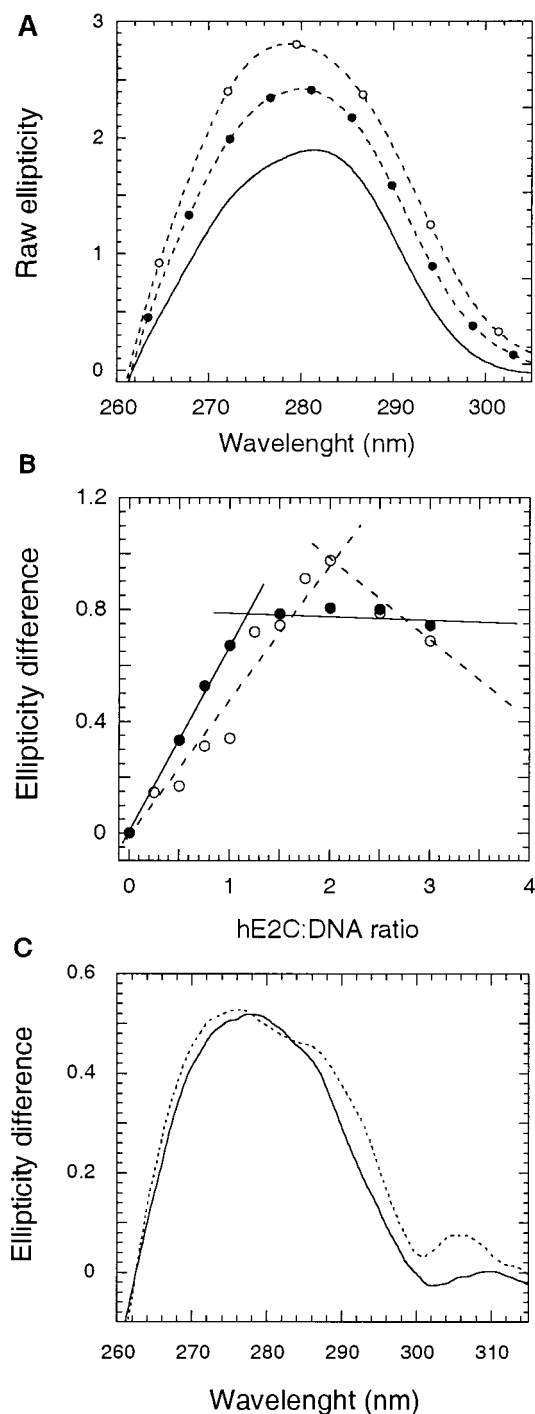 A
Raw ellipticity
3
2
1
0
260 270 280 290 300
Wavelenght (nm)
B
Ellipticity difference
1.2
0.8
0.4
0
0 1 2 3 4
hE2C:DNA ratio
C
Ellipticity difference
0.6
0.4
0.2
0
260 270 280 290 300 310
Wavelenght (nm)